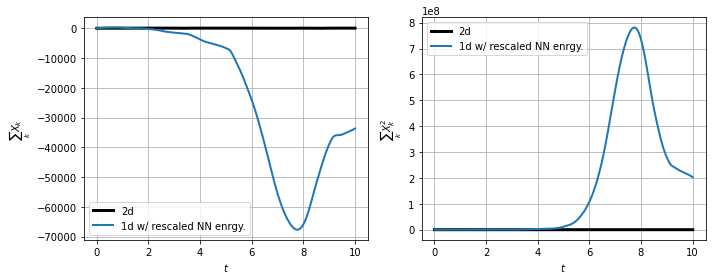 0
−10000
−20000
−30000
−40000
−50000
−60000
−70000
∑ₖ Xₖ
2d
1d w/ rescaled NN enrgy.
0 2 4 6 8 10
t
1e8
8
7
6
5
4
3
2
1
0
∑ₖ Xₖ²
2d
1d w/ rescaled NN enrgy.
0 2 4 6 8 10
t